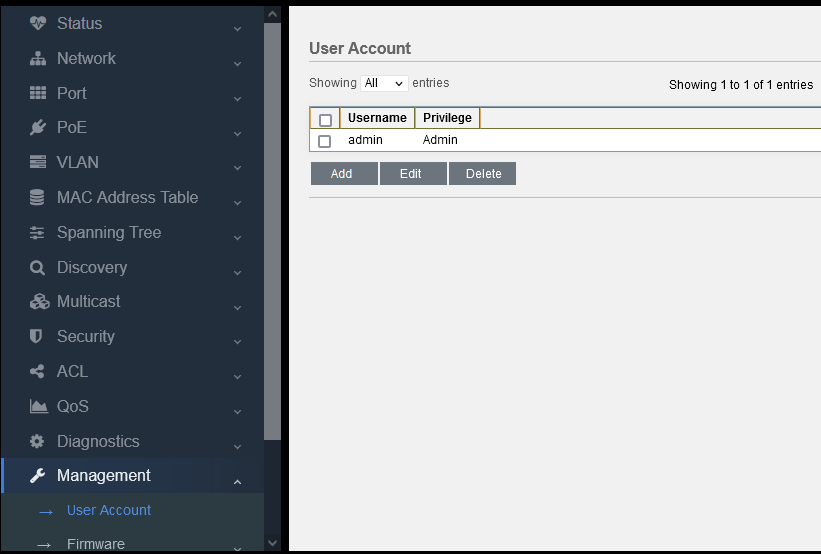 Status
Network
Port
PoE
VLAN
MAC Address Table
Spanning Tree
Discovery
Multicast
Security
ACL
QoS
Diagnostics
Management
User Account
Firmware
User Account
Showing All entries
Showing 1 to 1 of 1 entries
Username Privilege
admin Admin
Add Edit Delete